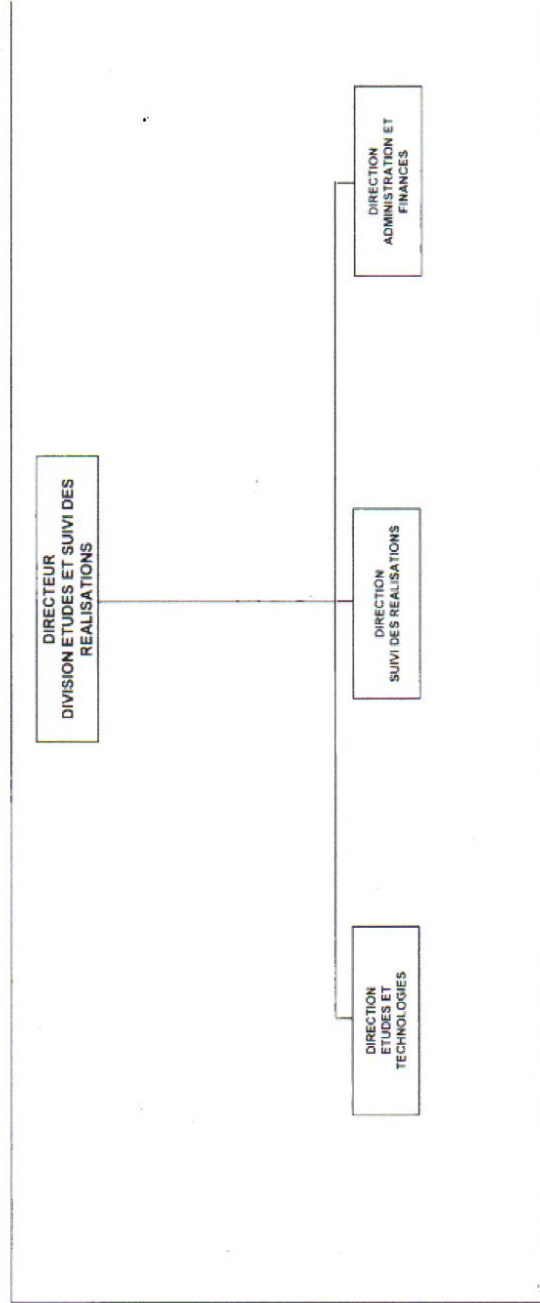 DIRECTEUR
DIVISION ETUDES ET SUIVI DES
REALISATIONS
DIRECTION
ETUDES ET
TECHNOLOGIES
DIRECTION
SUIVI DES REALISATIONS
DIRECTION
ADMINISTRATION ET
FINANCES